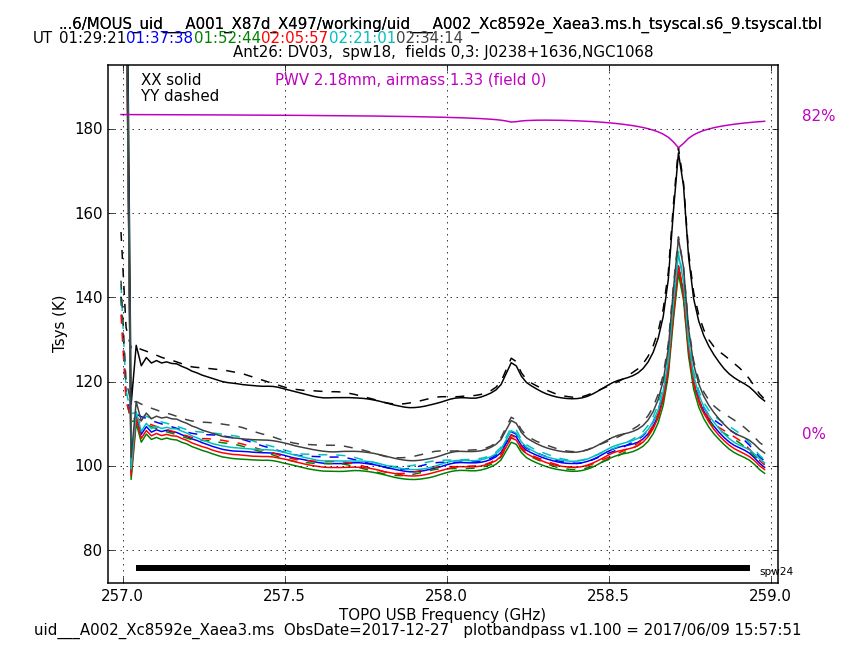 ...6/MOUS_uid___A001_X87d_X497/working/uid___A002_Xc8592e_Xaea3.ms.h_tsyscal.s6_9.tsyscal.tbl
UT 01:29:21 01:37:38 01:52:44 02:05:57 02:21:01 02:34:14
Ant26: DV03, spw18, fields 0,3: J0238+1636,NGC1068
XX solid
YY dashed
PWV 2.18mm, airmass 1.33 (field 0)
82%
0%
Tsys (K)
180
160
140
120
100
80
spw24
257.0 257.5 258.0 258.5 259.0
TOPO USB Frequency (GHz)
uid___A002_Xc8592e_Xaea3.ms ObsDate=2017-12-27 plotbandpass v1.100 = 2017/06/09 15:57:51